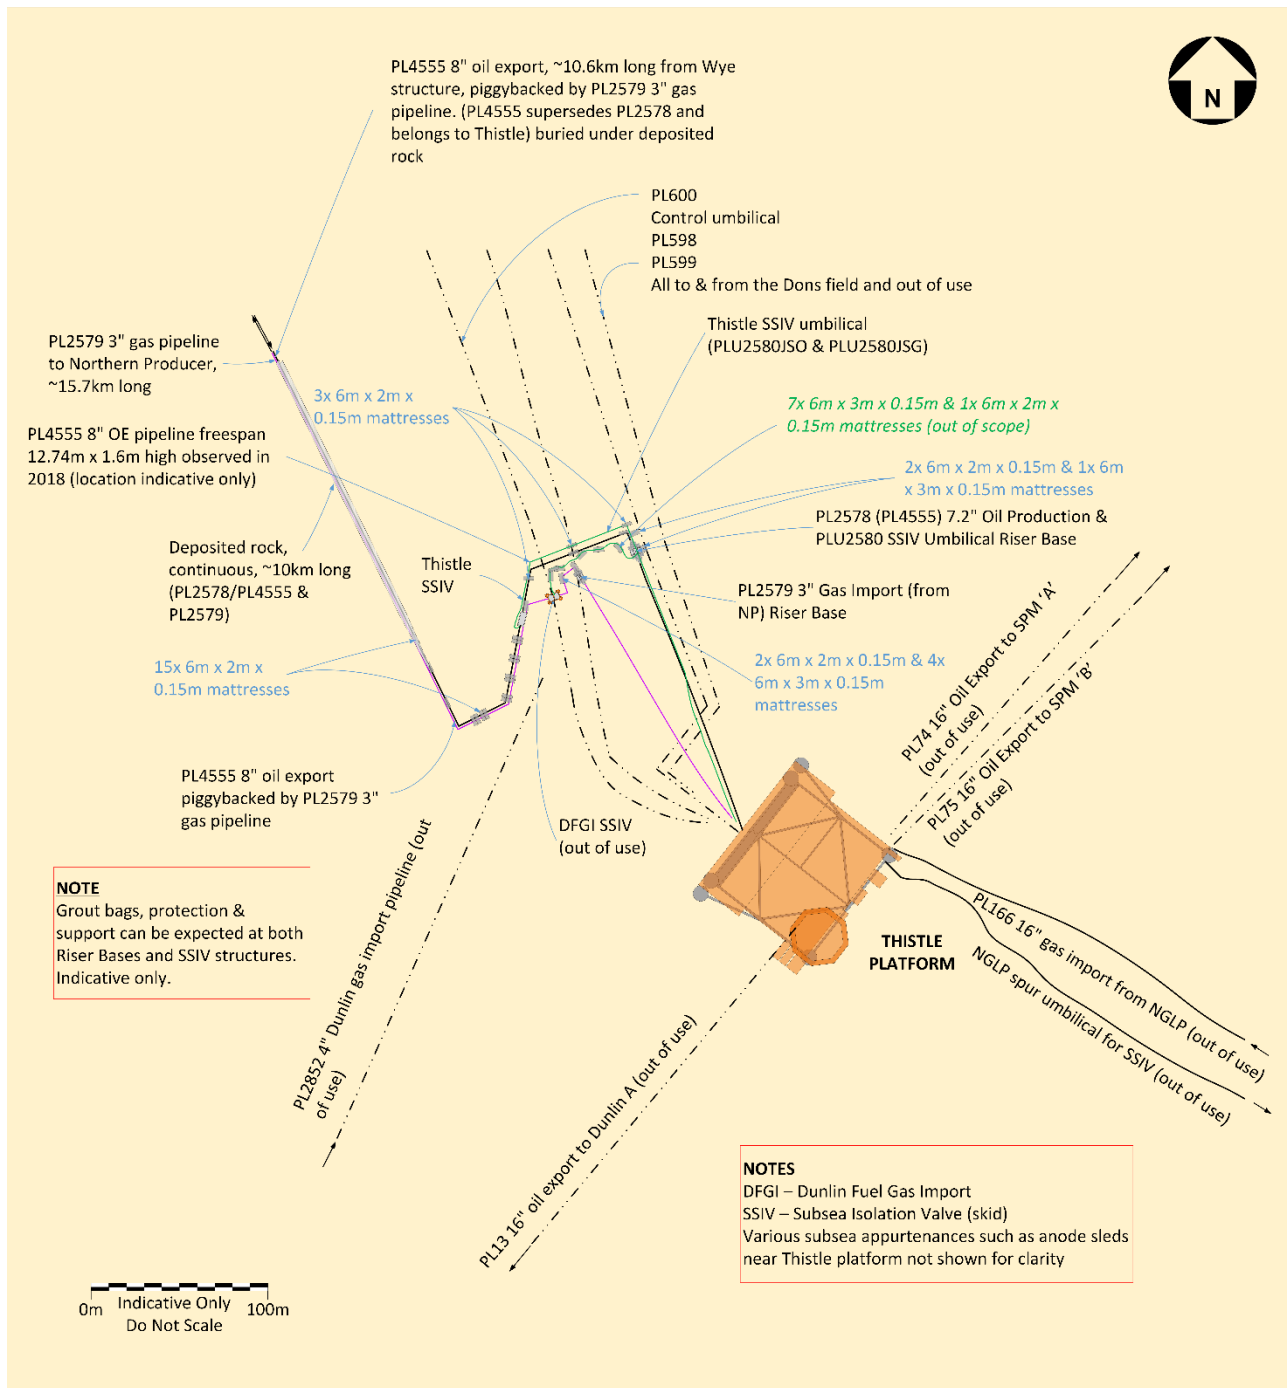 PL4555 8" oil export, ~10.6km long from Wye
structure, piggybacked by PL2579 3" gas
pipeline. (PL4555 supersedes PL2578 and
belongs to Thistle) buried under deposited
rock
N
PL600
Control umbilical
PL598
PL599
All to & from the Dons field and out of use
Thistle SSIV umbilical
(PLU2580JSO & PLU2580JSG)
PL2579 3" gas pipeline
to Northern Producer,
~15.7km long
3x 6m x 2m x
0.15m mattresses
7x 6m x 3m x 0.15m & 1x 6m x 2m x
0.15m mattresses (out of scope)
PL4555 8" OE pipeline freespan
12.74m x 1.6m high observed in
2018 (location indicative only)
2x 6m x 2m x 0.15m & 1x 6m
x 3m x 0.15m mattresses
PL2578 (PL4555) 7.2" Oil Production &
PLU2580 SSIV Umbilical Riser Base
Deposited rock,
continuous, ~10km long
(PL2578/PL4555 &
PL2579)
Thistle
SSIV
PL2579 3" Gas Import (from
NP) Riser Base
15x 6m x 2m x
0.15m mattresses
2x 6m x 2m x 0.15m & 4x
6m x 3m x 0.15m
mattresses
PL74 16" Oil Export to SPM 'A'
(out of use)
PL75 16" Oil Export to SPM 'B'
(out of use)
PL4555 8" oil export
piggybacked by PL2579 3"
gas pipeline
DFGI SSIV
(out of use)
NOTE
Grout bags, protection &
support can be expected at both
Riser Bases and SSIV structures.
Indicative only.
PL2852 4" Dunlin gas import pipeline (out
of use)
THISTLE
PLATFORM
PL166 16" gas import from NGLP (out of use)
NGLP spur umbilical for SSIV (out of use)
PL13 16" oil export to Dunlin A (out of use)
NOTES
DFGI – Dunlin Fuel Gas Import
SSIV – Subsea Isolation Valve (skid)
Various subsea appurtenances such as anode sleds
near Thistle platform not shown for clarity
0m Indicative Only 100m
Do Not Scale